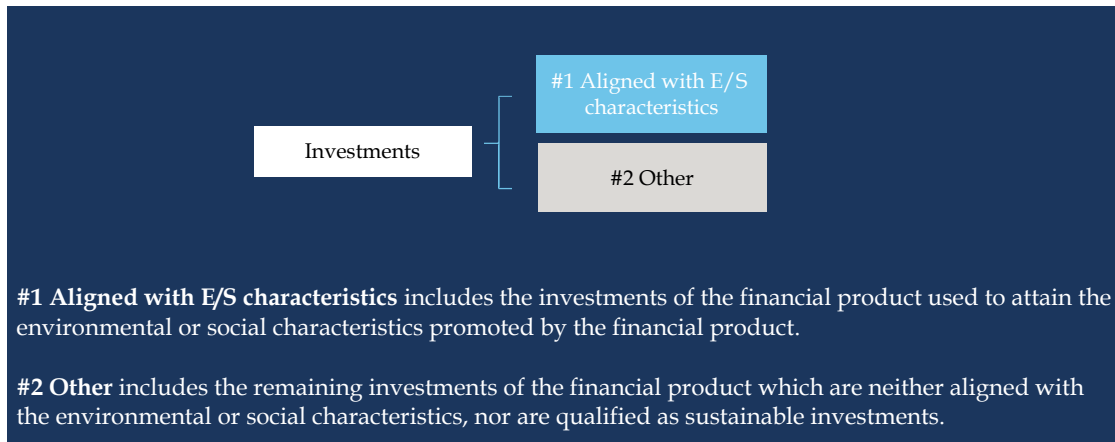 #1 Aligned with E/S
characteristics
Investments
#2 Other
#1 Aligned with E/S characteristics includes the investments of the financial product used to attain the
environmental or social characteristics promoted by the financial product.
#2 Other includes the remaining investments of the financial product which are neither aligned with
the environmental or social characteristics, nor are qualified as sustainable investments.